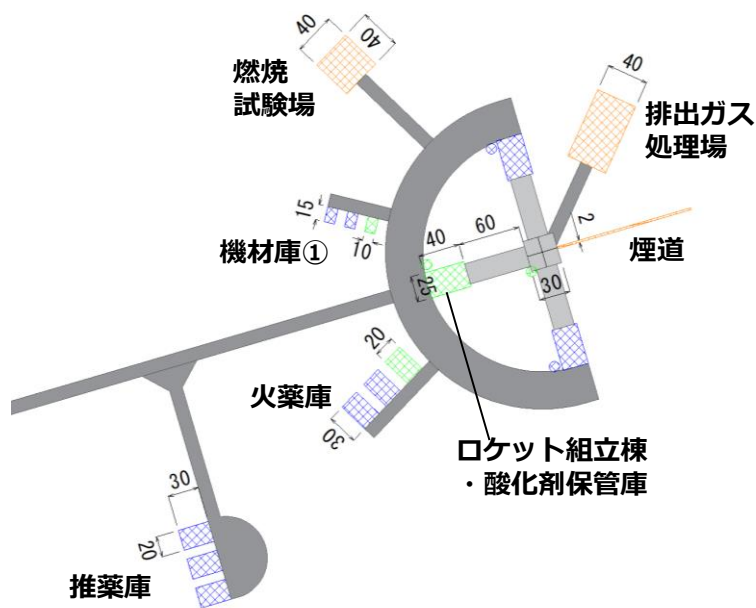 40
40
燃焼
試験場
40
排出ガス
処理場
15
10
機材庫①
40
60
2
煙道
25
30
20
火薬庫
30
ロケット組立棟
・酸化剤保管庫
30
20
推薬庫